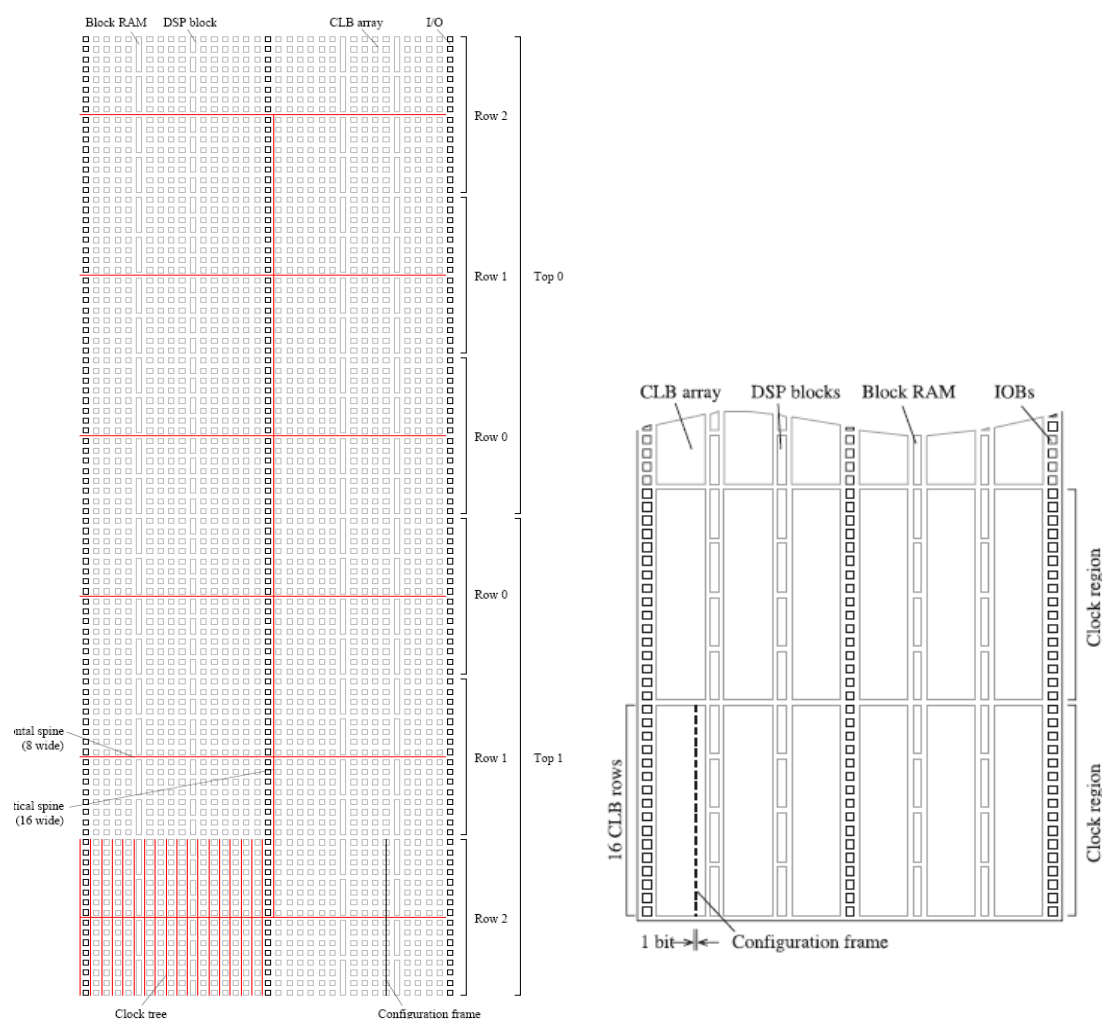 Block RAM
DSP block
CLB array
I/O
Row 2
Row 1
Top 0
Row 0
Row 0
ntal spine
(8 wide)
Row 1
Top 1
tical spine
(16 wide)
Row 2
Clock tree
Configuration frame
CLB array
DSP blocks
Block RAM
IOBs
Clock region
16 CLB rows
Clock region
1 bit
Configuration frame